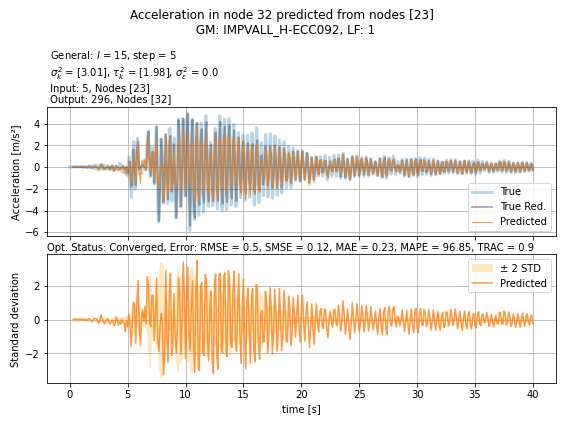 Acceleration in node 32 predicted from nodes [23]
GM: IMPVALL_H-ECC092, LF: 1
General: l = 15, step = 5
σ²ₖ = [3.01], τ²ₖ = [1.98], σ²ε = 0.0
Input: 5, Nodes [23]
Output: 296, Nodes [32]
Acceleration [m/s²]
4
2
0
−2
−4
−6
True
True Red.
Predicted
Opt. Status: Converged, Error: RMSE = 0.5, SMSE = 0.12, MAE = 0.23, MAPE = 96.85, TRAC = 0.9
Standard deviation
2
0
−2
± 2 STD
Predicted
0 5 10 15 20 25 30 35 40
time [s]